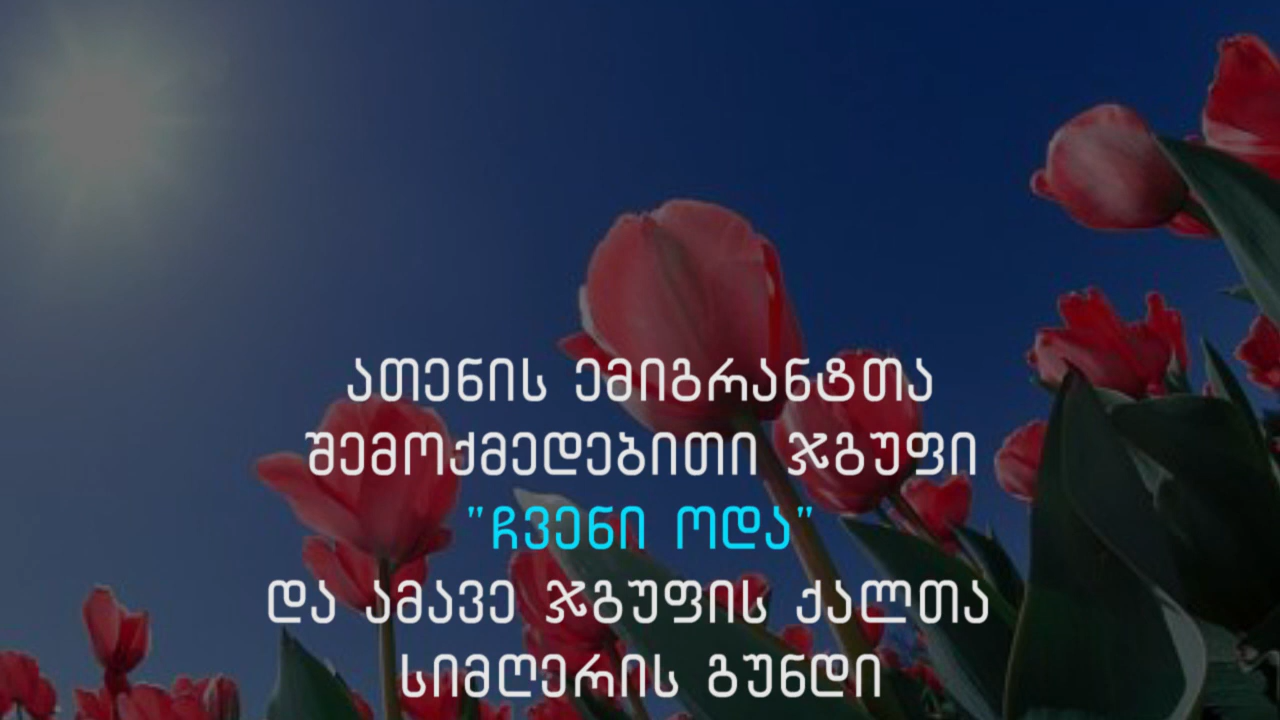 ათენის ემიგრანტთა
შემოქმედებითი ჯგუფი
"ჩვენი ოდა"
და ამავე ჯგუფის ქალთა
სიმღერის გუნდი